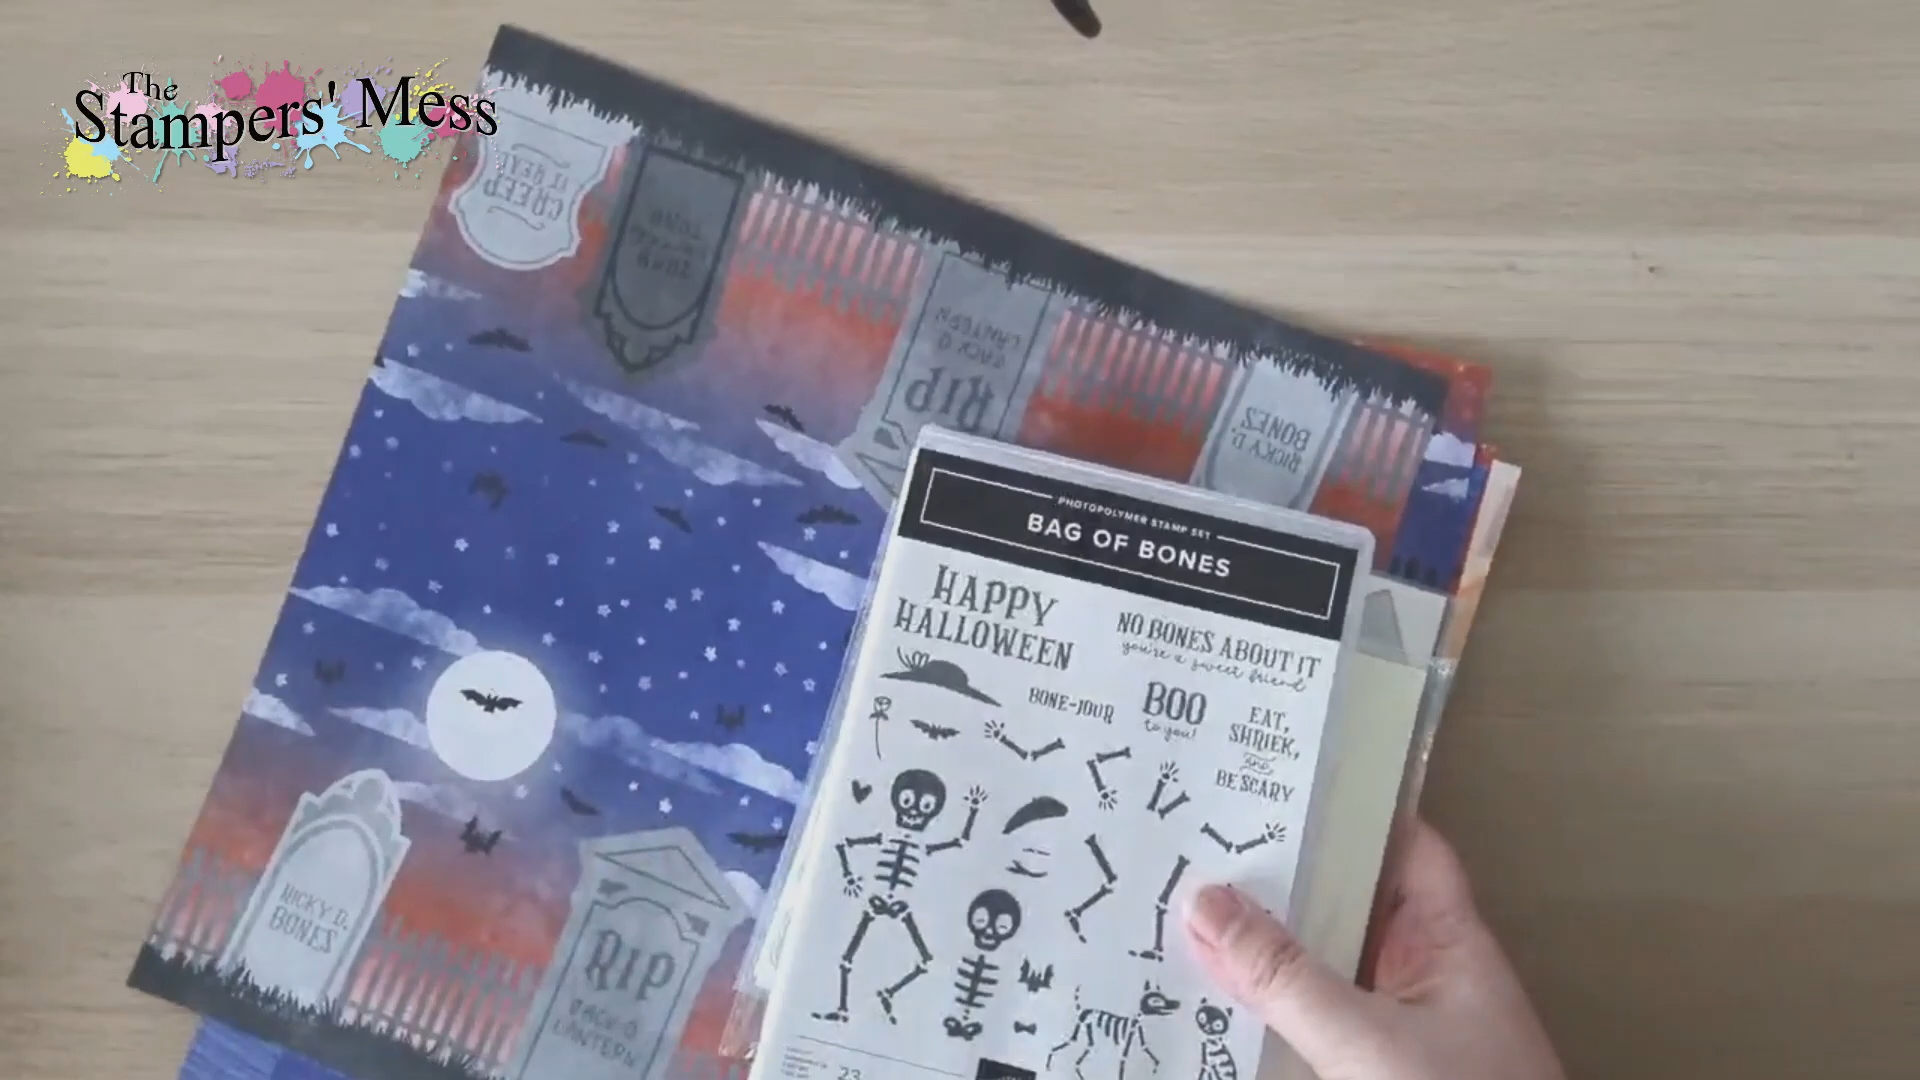 The
Stampers' Mess
CREEP
IT REAL
RIP
JACK O.
LANTERN
RICKY D.
BONES
PHOTOPOLYMER STAMP SET
BAG OF BONES
HAPPY
HALLOWEEN
NO BONES ABOUT IT
you're a sweet friend
BONE-JOUR
BOO
to you!
EAT,
SHRIEK,
and
BE SCARY
RICKY D.
BONES
RIP
JACK O.
LANTERN
23